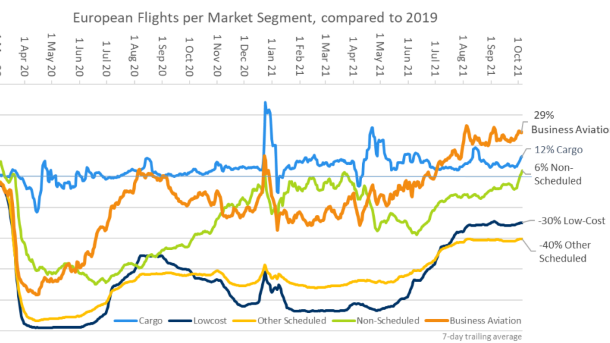 European Flights per Market Segment, compared to 2019
1 Apr 20
1 May 20
1 Jun 20
1 Jul 20
1 Aug 20
1 Sep 20
1 Oct 20
1 Nov 20
1 Dec 20
1 Jan 21
1 Feb 21
1 Mar 21
1 Apr 21
1 May 21
1 Jun 21
1 Jul 21
1 Aug 21
1 Sep 21
1 Oct 21
29%
Business Aviatio
12% Cargo
6% Non-
Scheduled
-30% Low-Cost
-40% Other
Scheduled
Cargo
Lowcost
Other Scheduled
Non-Scheduled
Business Aviation
7-day trailing average